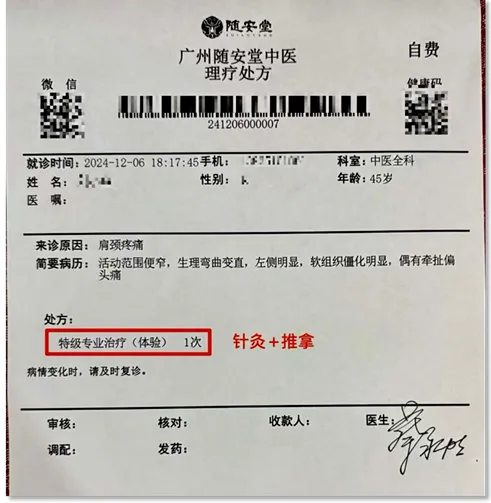 随安堂
广州随安堂中医
理疗处方
自费
微 信
健康码
241206000007
就诊时间：2024-12-06 18:17:45 手机： 科室：中医全科
姓 名： 性别： 年龄：45岁
医 嘱：
来诊原因：肩颈疼痛
简要病历：活动范围便窄，生理弯曲变直，左侧明显，软组织僵化明显，偶有牵扯偏
头痛
处方：
特级专业治疗（体验） 1次 针灸+推拿
病情变化时，请及时复诊。
审核： 核对： 收款人： 医生：
调配： 发药：